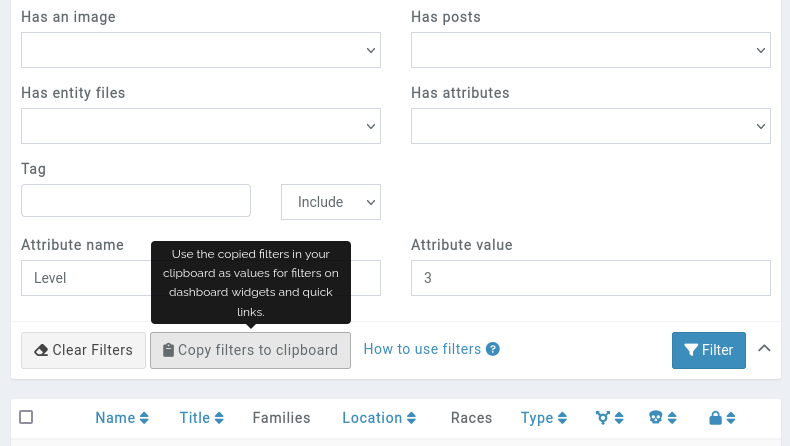 Has an image
Has posts
Has entity files
Has attributes
Tag
Include
Attribute name
Attribute value
Level
3
Use the copied filters in your
clipboard as values for filters on
dashboard widgets and quick
links.
Clear Filters
Copy filters to clipboard
How to use filters ?
Filter
Name Title Families Location Races Type